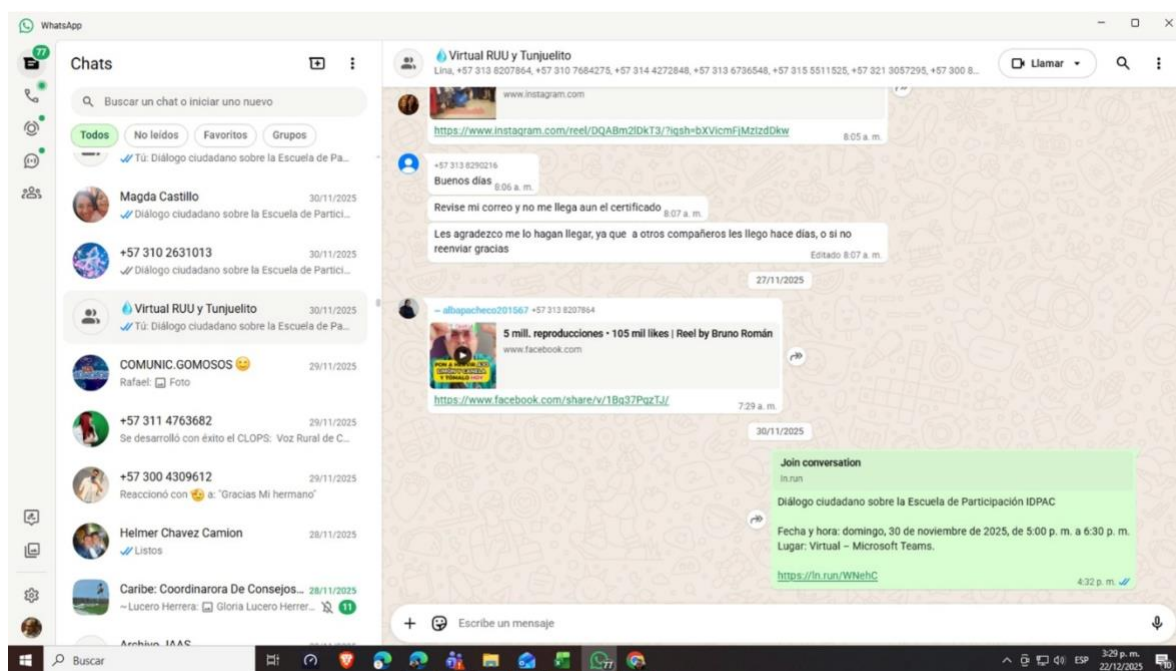 WhatsApp
77
Chats
Buscar un chat o iniciar uno nuevo
Todos No leídos Favoritos Grupos
Tú: Diálogo ciudadano sobre la Escuela de Pa...
Magda Castillo 30/11/2025
Diálogo ciudadano sobre la Escuela de Partici...
+57 310 2631013 30/11/2025
Diálogo ciudadano sobre la Escuela de Partici...
Virtual RUU y Tunjuelito 30/11/2025
Tú: Diálogo ciudadano sobre la Escuela de Pa...
COMUNIC.GOMOSOS 29/11/2025
Rafael: Foto
+57 311 4763682 29/11/2025
Se desarrolló con éxito el CLOPS: Voz Rural de C...
+57 300 4309612 29/11/2025
Reaccionó con a: "Gracias Mi hermano"
Helmer Chavez Camion 28/11/2025
Listos
Caribe: Coordinarora De Consejos... 28/11/2025
~Lucero Herrera: Gloria Lucero Herrer... 11
Archivo JAAS
Virtual RUU y Tunjuelito
Lina, +57 313 8207864, +57 310 7684275, +57 314 4272848, +57 313 6736548, +57 315 5511525, +57 321 3057295, +57 300 8...
Llamar
www.instagram.com
https://www.instagram.com/reel/DQABm2lDkT3/?igsh=bXVicmFjMzIzdDkw
8:05 a. m.
+57 313 8290216
Buenos días 8:06 a. m.
Revise mi correo y no me llega aun el certificado 8:07 a. m.
Les agradezco me lo hagan llegar, ya que a otros compañeros les llego hace días, o si no
reenviar gracias
Editado 8:07 a. m.
27/11/2025
~ albapacheco201567 +57 313 8207864
5 mill. reproducciones · 105 mil likes | Reel by Bruno Román
www.facebook.com
https://www.facebook.com/share/v/1Bq37PqzTJ/
7:29 a. m.
30/11/2025
Join conversation
ln.run
Diálogo ciudadano sobre la Escuela de Participación IDPAC
Fecha y hora: domingo, 30 de noviembre de 2025, de 5:00 p. m. a 6:30 p. m.
Lugar: Virtual – Microsoft Teams.
https://ln.run/WNehC
4:32 p. m.
Escribe un mensaje
Buscar
77
ESP
3:29 p. m.
22/12/2025